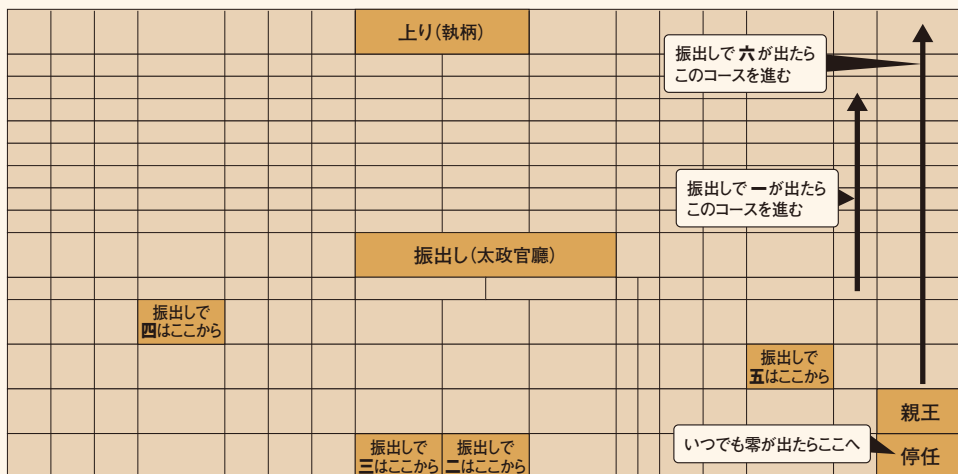 上り(執柄)
振出しで六が出たら
このコースを進む
振出しで一が出たら
このコースを進む
振出し(太政官廳)
振出しで
四はここから
振出しで
五はここから
親王
振出しで
三はここから
振出しで
二はここから
いつでも零が出たらここへ
停任